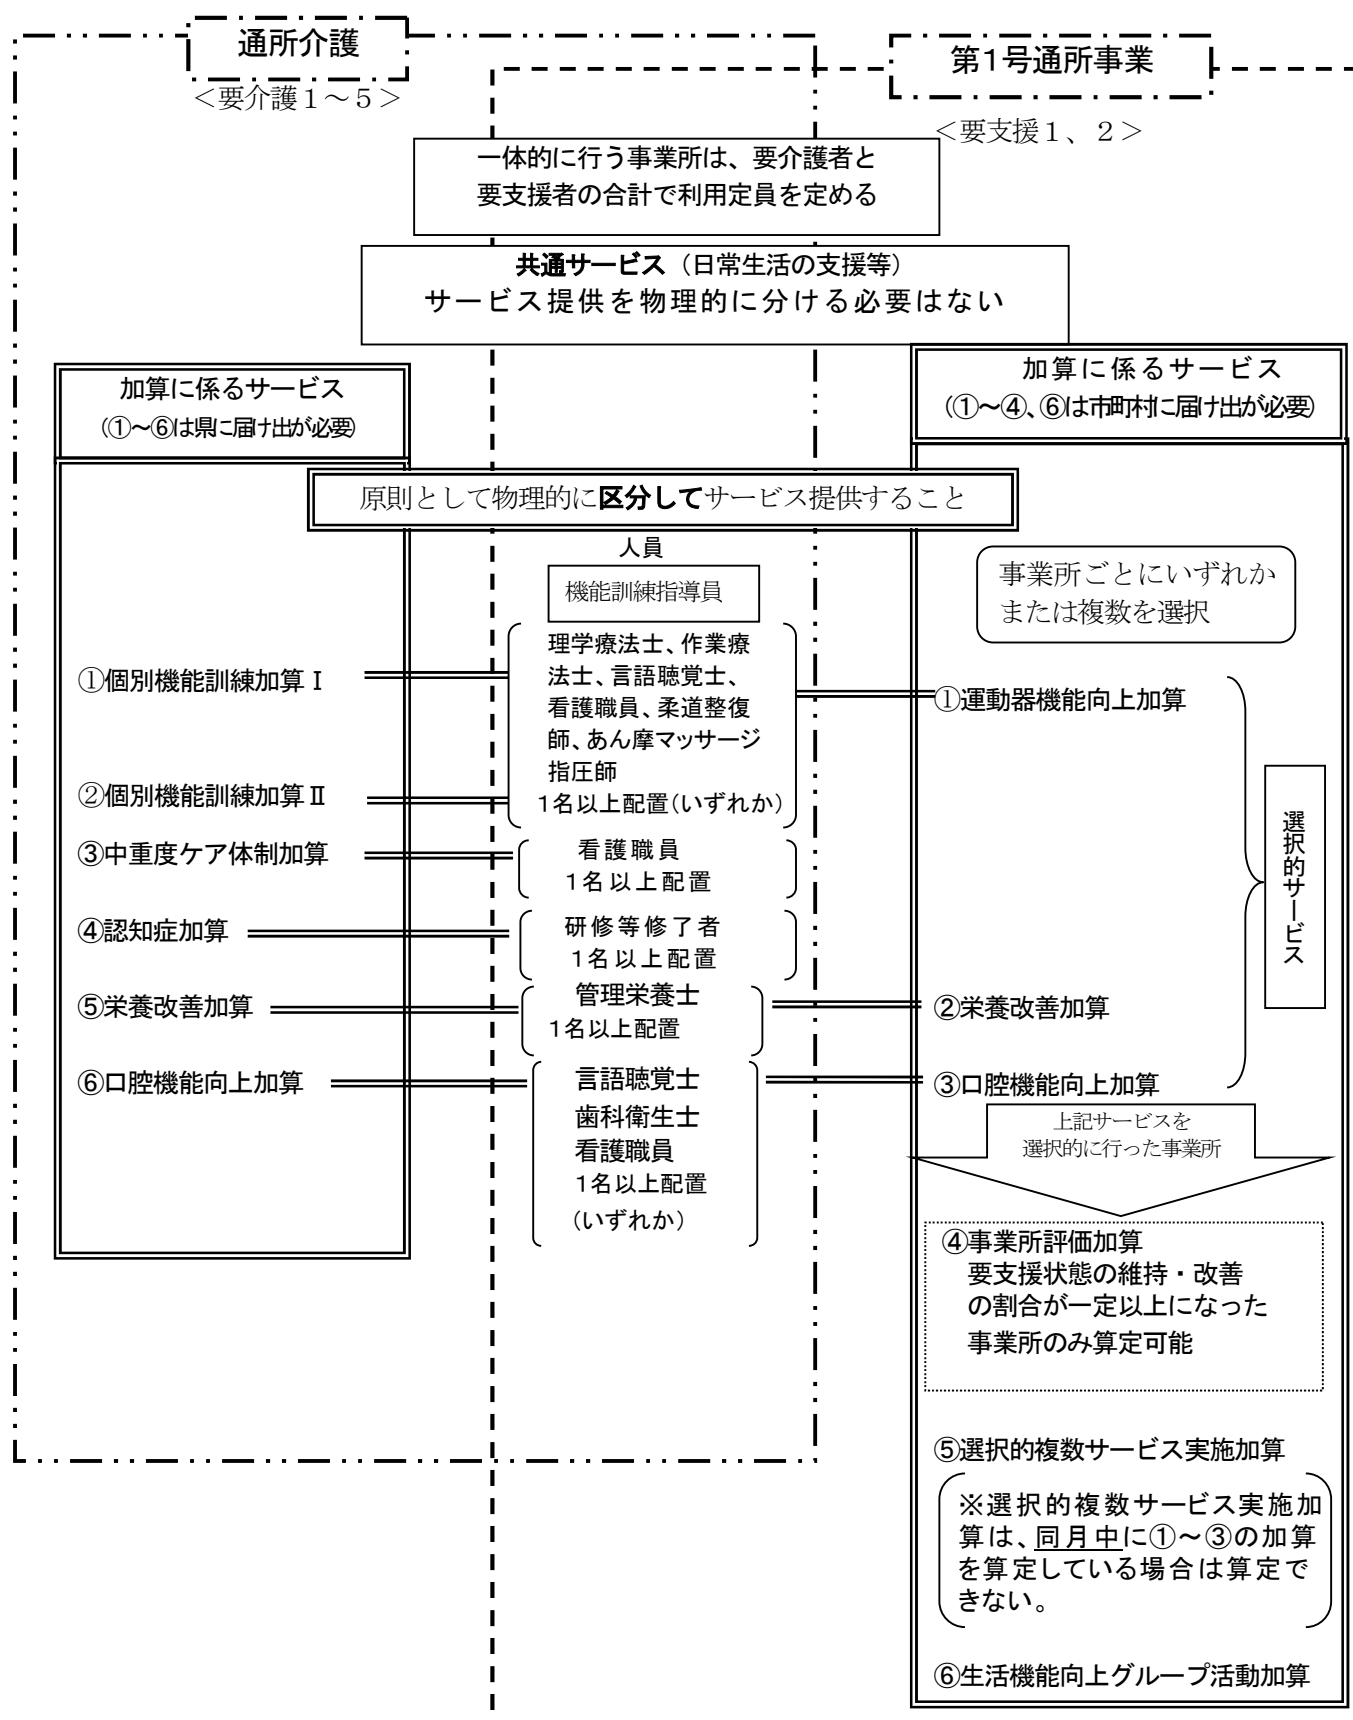 通所介護
＜要介護１～５＞
第1号通所事業
＜要支援１、２＞
一体的に行う事業所は、要介護者と
要支援者の合計で利用定員を定める
共通サービス（日常生活の支援等）
サービス提供を物理的に分ける必要はない
加算に係るサービス
（①～⑥は県に届け出が必要）
加算に係るサービス
（①～④、⑥は市町村に届け出が必要）
原則として物理的に区分してサービス提供すること
人員
機能訓練指導員
事業所ごとにいずれか
または複数を選択
①個別機能訓練加算Ⅰ
②個別機能訓練加算Ⅱ
③中重度ケア体制加算
④認知症加算
⑤栄養改善加算
⑥口腔機能向上加算
理学療法士、作業療
法士、言語聴覚士、
看護職員、柔道整復
師、あん摩マッサージ
指圧師
1名以上配置（いずれか）
看護職員
1名以上配置
研修等修了者
1名以上配置
管理栄養士
1名以上配置
言語聴覚士
歯科衛生士
看護職員
1名以上配置
（いずれか）
①運動器機能向上加算
②栄養改善加算
③口腔機能向上加算
選択的サービス
上記サービスを
選択的に行った事業所
④事業所評価加算
要支援状態の維持・改善
の割合が一定以上になった
事業所のみ算定可能
⑤選択的複数サービス実施加算
※選択的複数サービス実施加
算は、同月中に①～③の加算
を算定している場合は算定で
きない。
⑥生活機能向上グループ活動加算